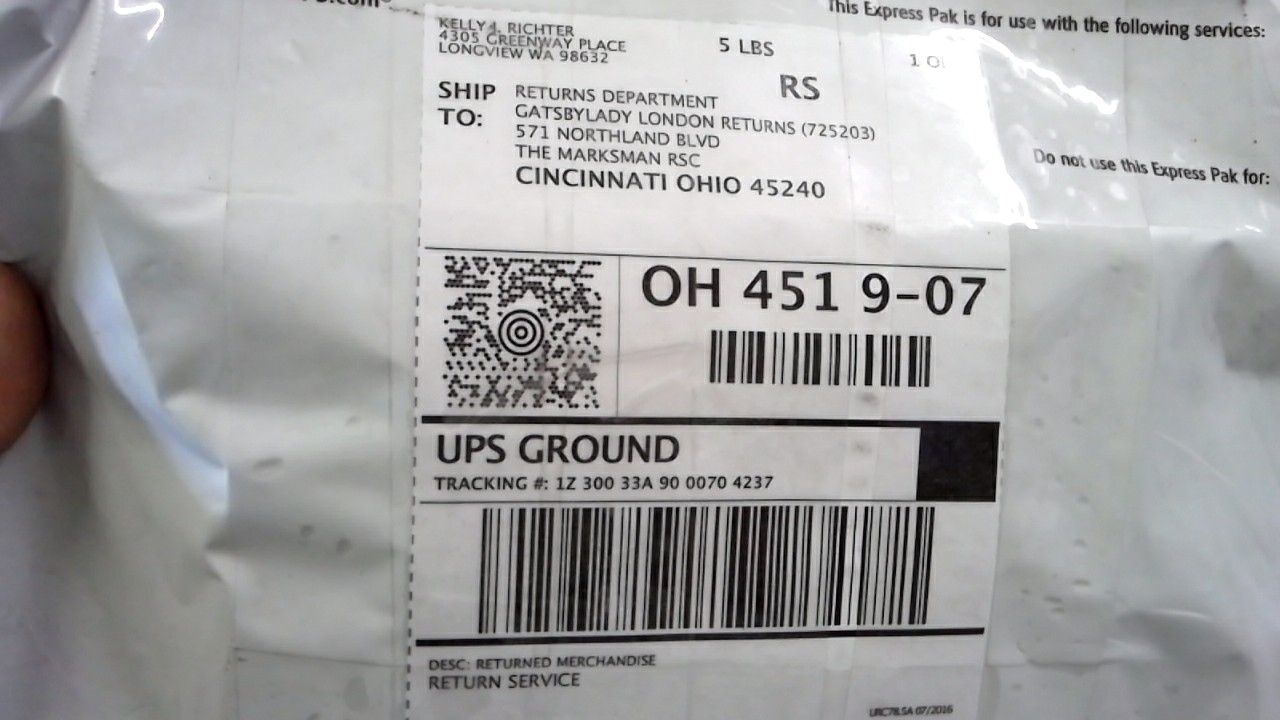 This Express Pak is for use with the following services:
KELLY J. RICHTER
4305 GREENWAY PLACE
LONGVIEW WA 98632
5 LBS
1
RS
SHIP TO:
RETURNS DEPARTMENT
GATSBYLADY LONDON RETURNS (725203)
571 NORTHLAND BLVD
THE MARKSMAN RSC
CINCINNATI OHIO 45240
Do not use this Express Pak for:
OH 451 9-07
UPS GROUND
TRACKING #: 1Z 300 33A 90 0070 4237
DESC: RETURNED MERCHANDISE
RETURN SERVICE
07/2016